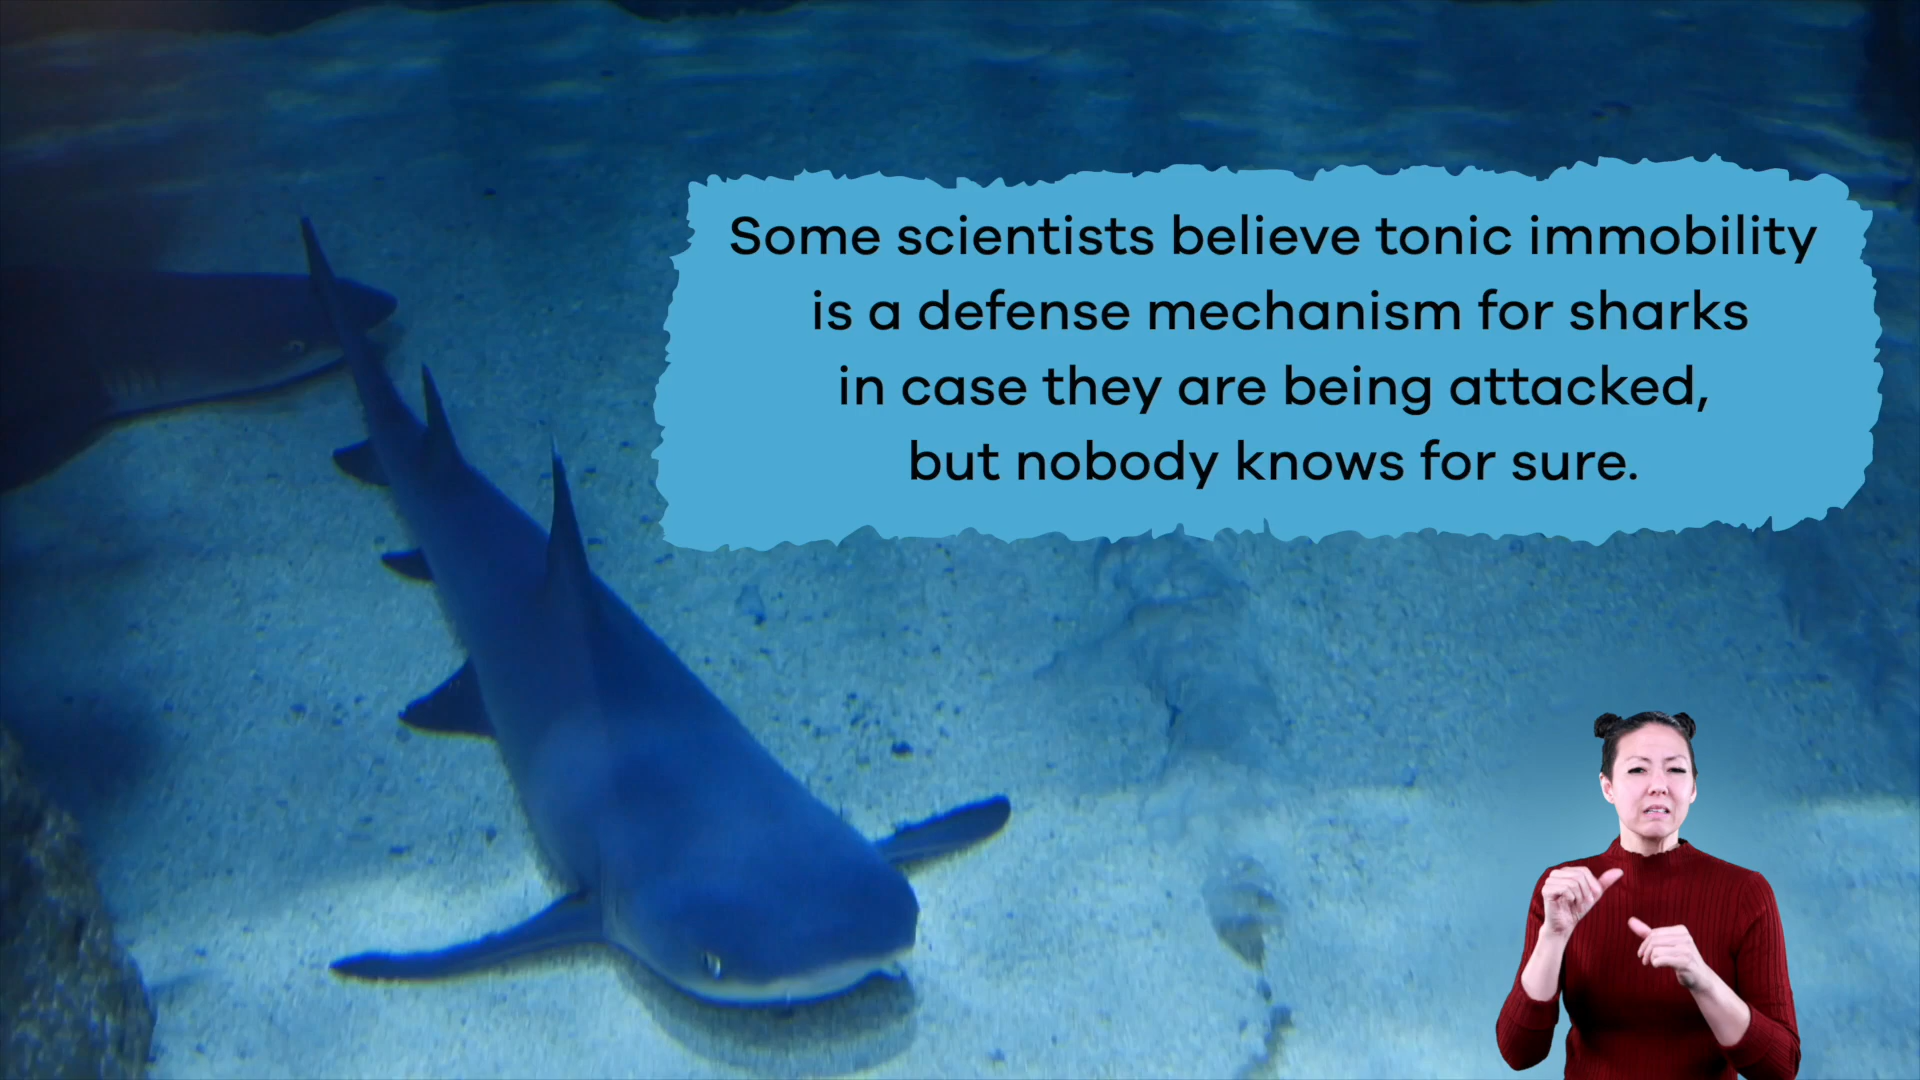 Some scientists believe tonic immobility
is a defense mechanism for sharks
in case they are being attacked,
but nobody knows for sure.